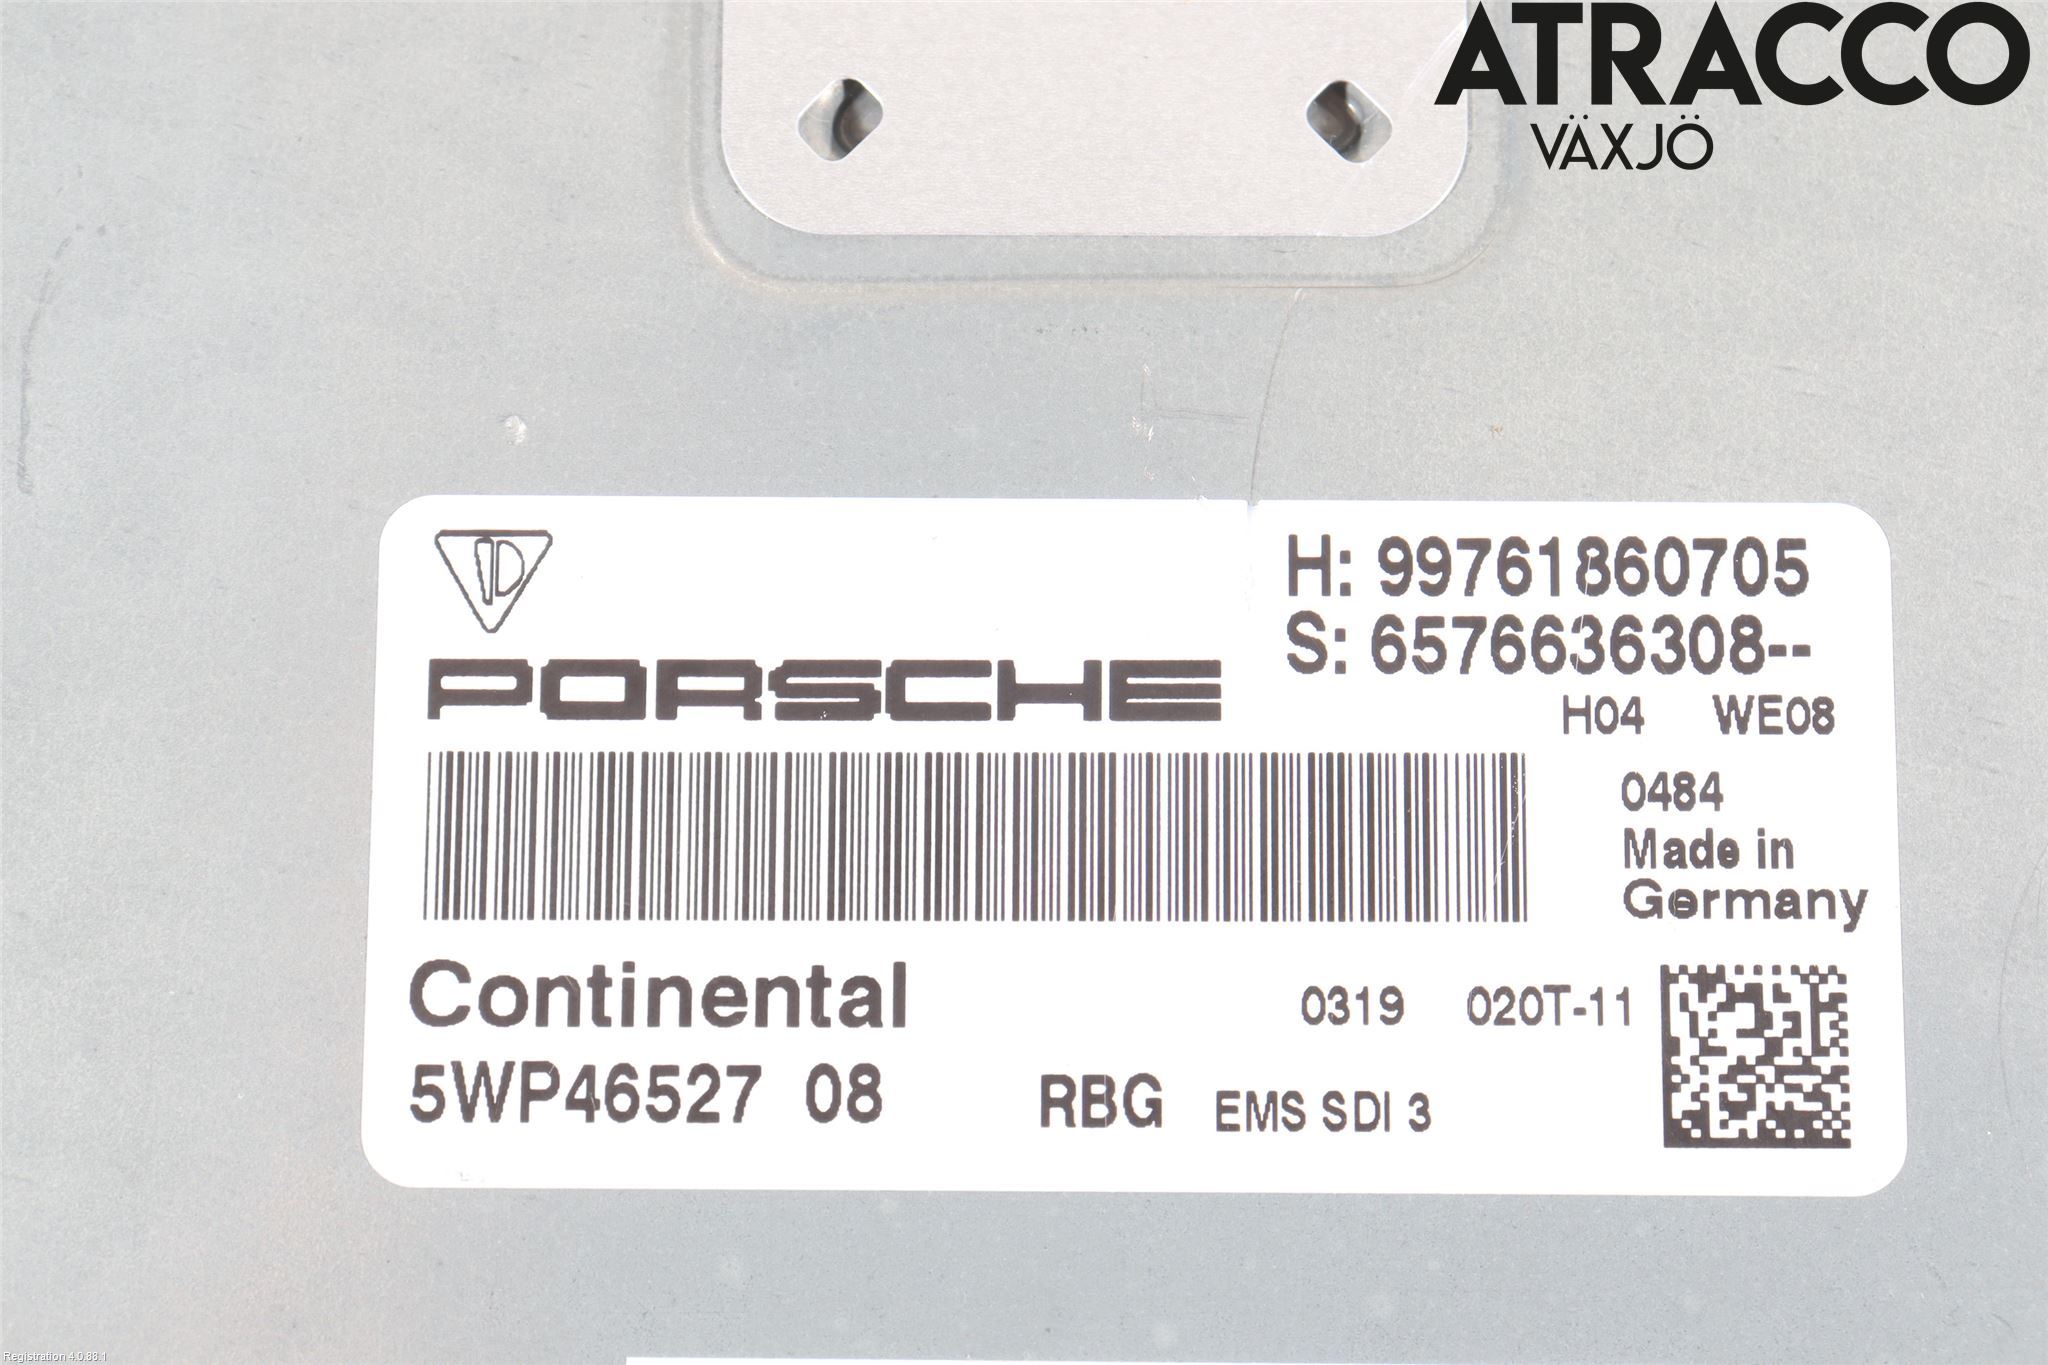 ATRACCO
VÄXJÖ
ID
H: 99761860705
S: 6576636308--
PORSCHE
H04 WE08
0484
Made in
Germany
Continental
0319 020T-11
5WP46527 08 RBG EMS SDI 3
Registration 4.0.88.1